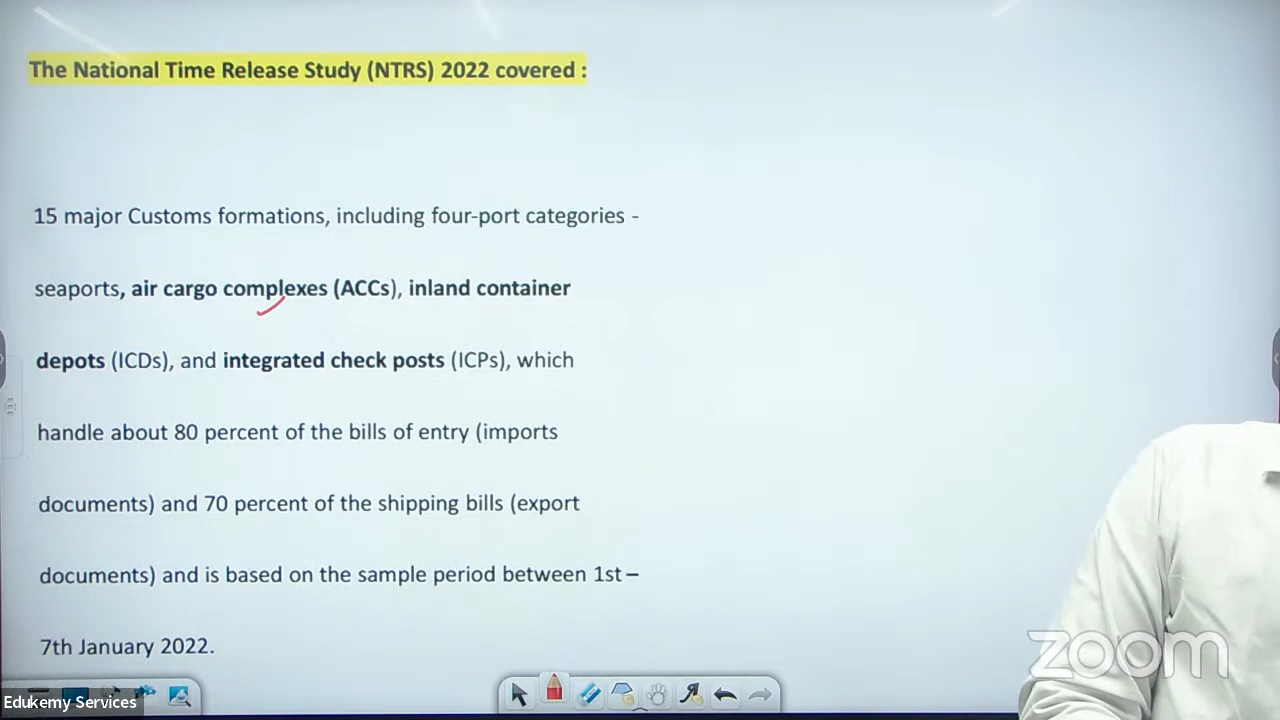 The National Time Release Study (NTRS) 2022 covered :
15 major Customs formations, including four-port categories -
seaports, air cargo complexes (ACCs), inland container
depots (ICDs), and integrated check posts (ICPs), which
handle about 80 percent of the bills of entry (imports
documents) and 70 percent of the shipping bills (export
documents) and is based on the sample period between 1st –
7th January 2022.
zoom
Edukemy Services